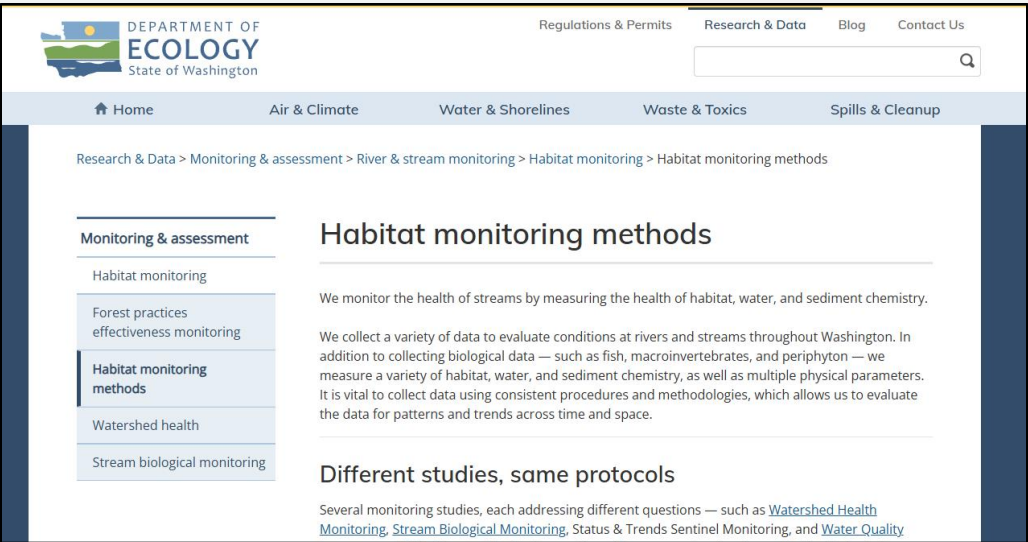 DEPARTMENT OF
ECOLOGY
State of Washington
Regulations & Permits Research & Data Blog Contact Us
Home Air & Climate Water & Shorelines Waste & Toxics Spills & Cleanup
Research & Data > Monitoring & assessment > River & stream monitoring > Habitat monitoring > Habitat monitoring methods
Monitoring & assessment
Habitat monitoring
Forest practices
effectiveness monitoring
Habitat monitoring
methods
Watershed health
Stream biological monitoring
Habitat monitoring methods
We monitor the health of streams by measuring the health of habitat, water, and sediment chemistry.
We collect a variety of data to evaluate conditions at rivers and streams throughout Washington. In
addition to collecting biological data — such as fish, macroinvertebrates, and periphyton — we
measure a variety of habitat, water, and sediment chemistry, as well as multiple physical parameters.
It is vital to collect data using consistent procedures and methodologies, which allows us to evaluate
the data for patterns and trends across time and space.
Different studies, same protocols
Several monitoring studies, each addressing different questions — such as Watershed Health
Monitoring, Stream Biological Monitoring, Status & Trends Sentinel Monitoring, and Water Quality